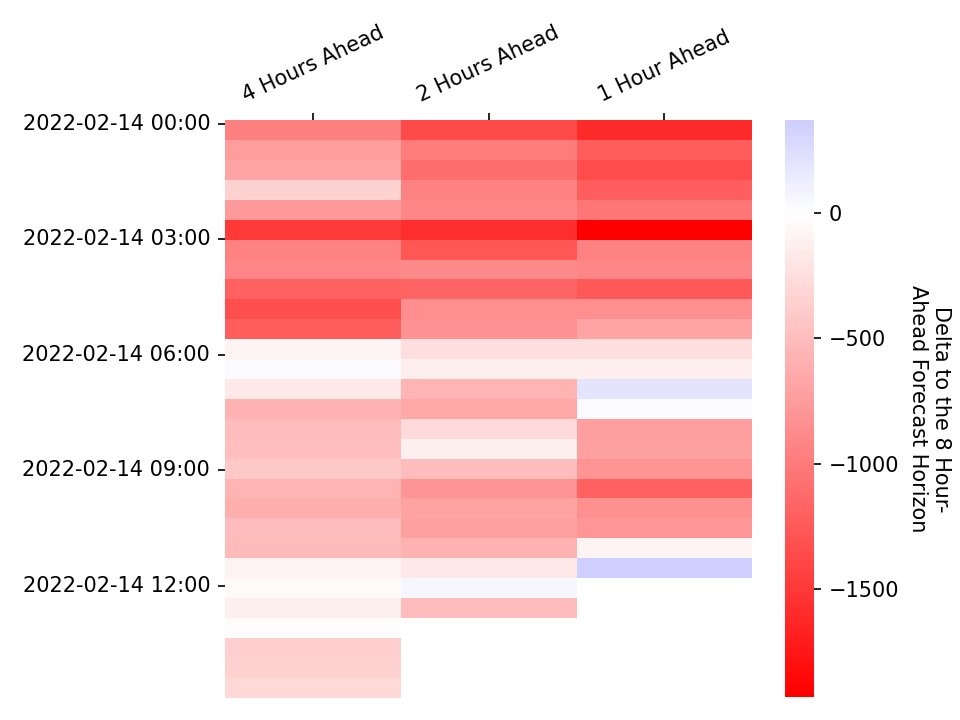 4 Hours Ahead
2 Hours Ahead
1 Hour Ahead
2022-02-14 00:00
2022-02-14 03:00
2022-02-14 06:00
2022-02-14 09:00
2022-02-14 12:00
0
−500
−1000
−1500
Delta to the 8 Hour-
Ahead Forecast Horizon